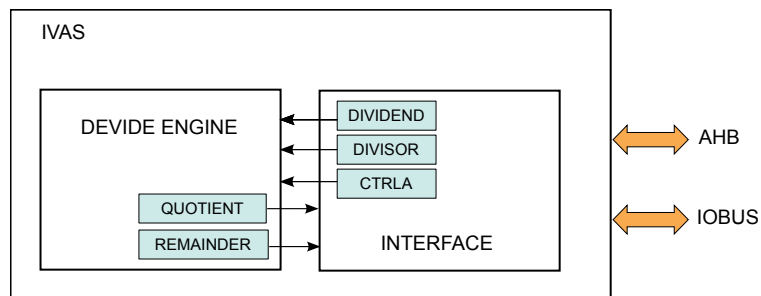 IVAS
DEVIDE ENGINE
DIVIDEND
DIVISOR
CTRLA
QUOTIENT
REMAINDER
INTERFACE
AHB
IOBUS